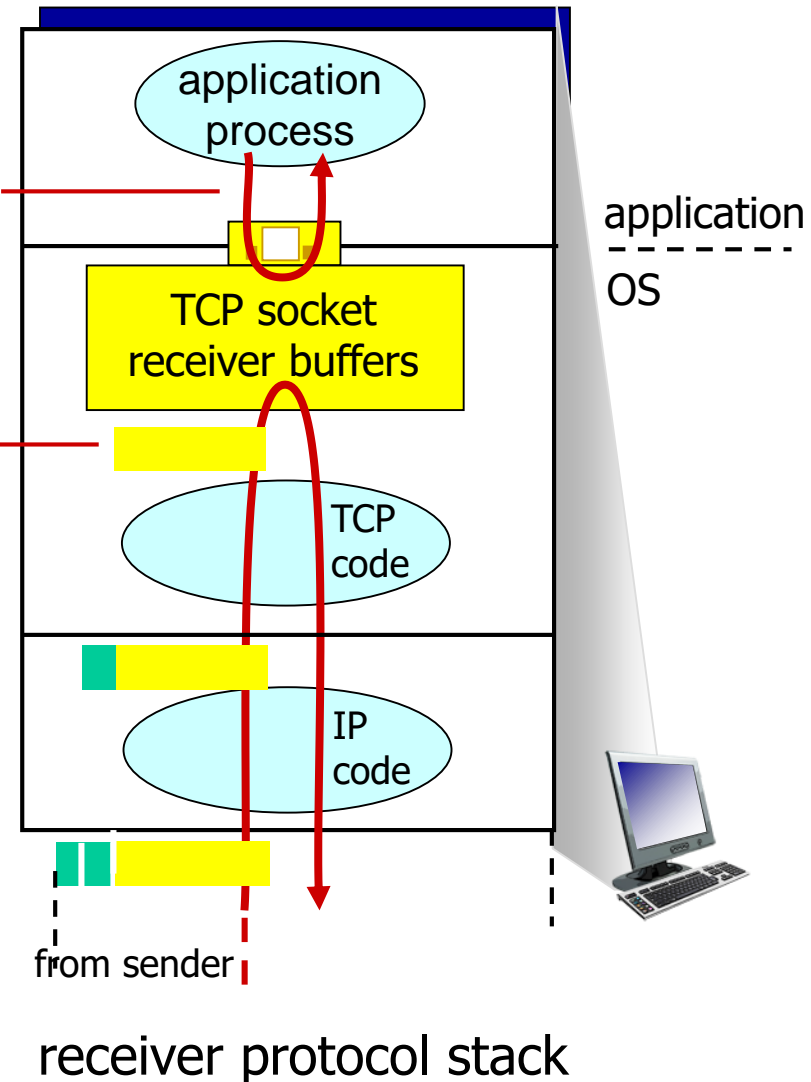 application
process
application
OS
TCP socket
receiver buffers
TCP
code
IP
code
from sender
receiver protocol stack